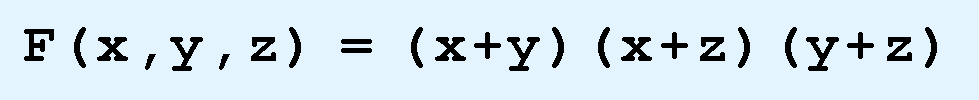 F(x,y,z) = (x+y)(x+z)(y+z)